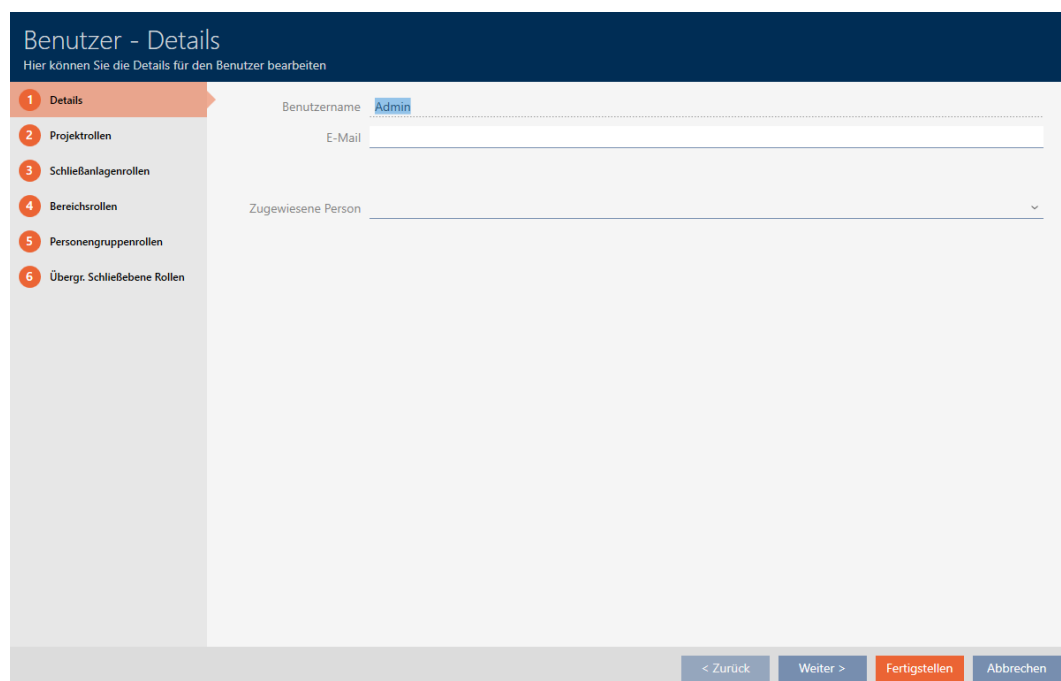 Benutzer - Details
Hier können Sie die Details für den Benutzer bearbeiten
1 Details
2 Projektrollen
3 Schließanlagenrollen
4 Bereichsrollen
5 Personengruppenrollen
6 Übergr. Schließebene Rollen
Benutzername Admin
E-Mail
Zugewiesene Person
< Zurück Weiter > Fertigstellen Abbrechen